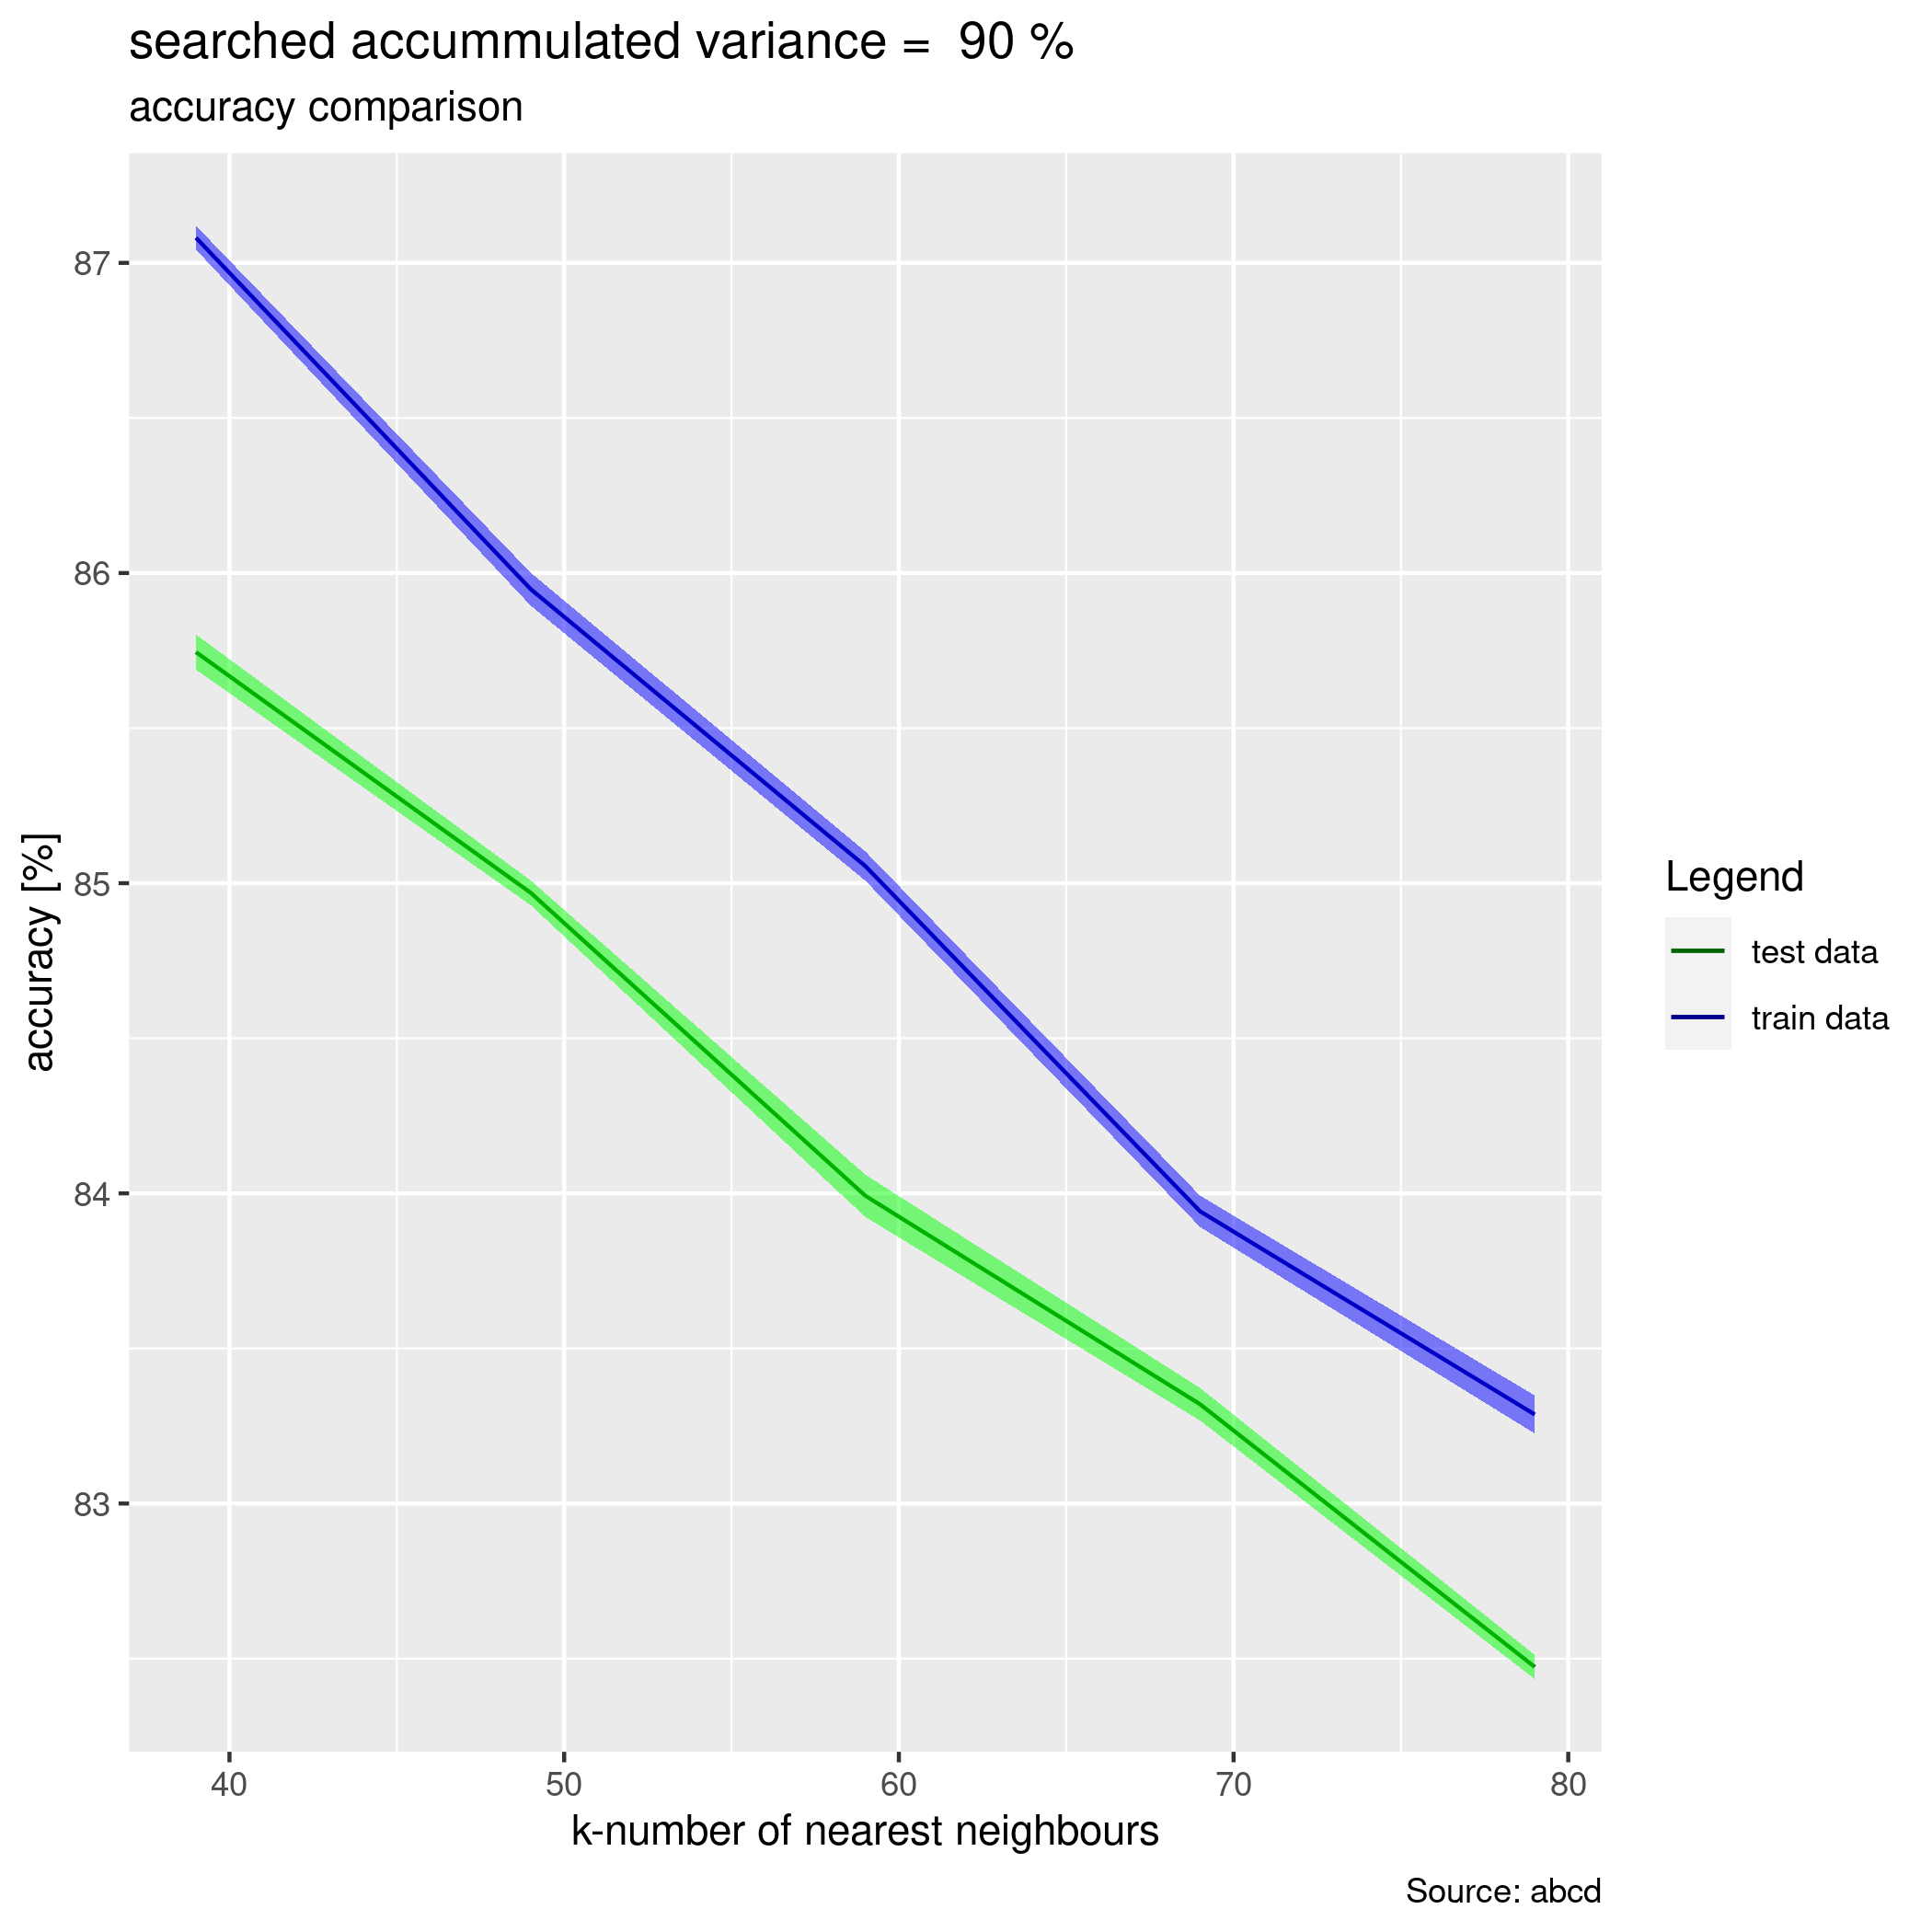 searched accummulated variance =  90 %
accuracy comparison
87
86
85
84
83
accuracy [%]
40 50 60 70 80
k-number of nearest neighbours
Legend
test data
train data
Source: abcd